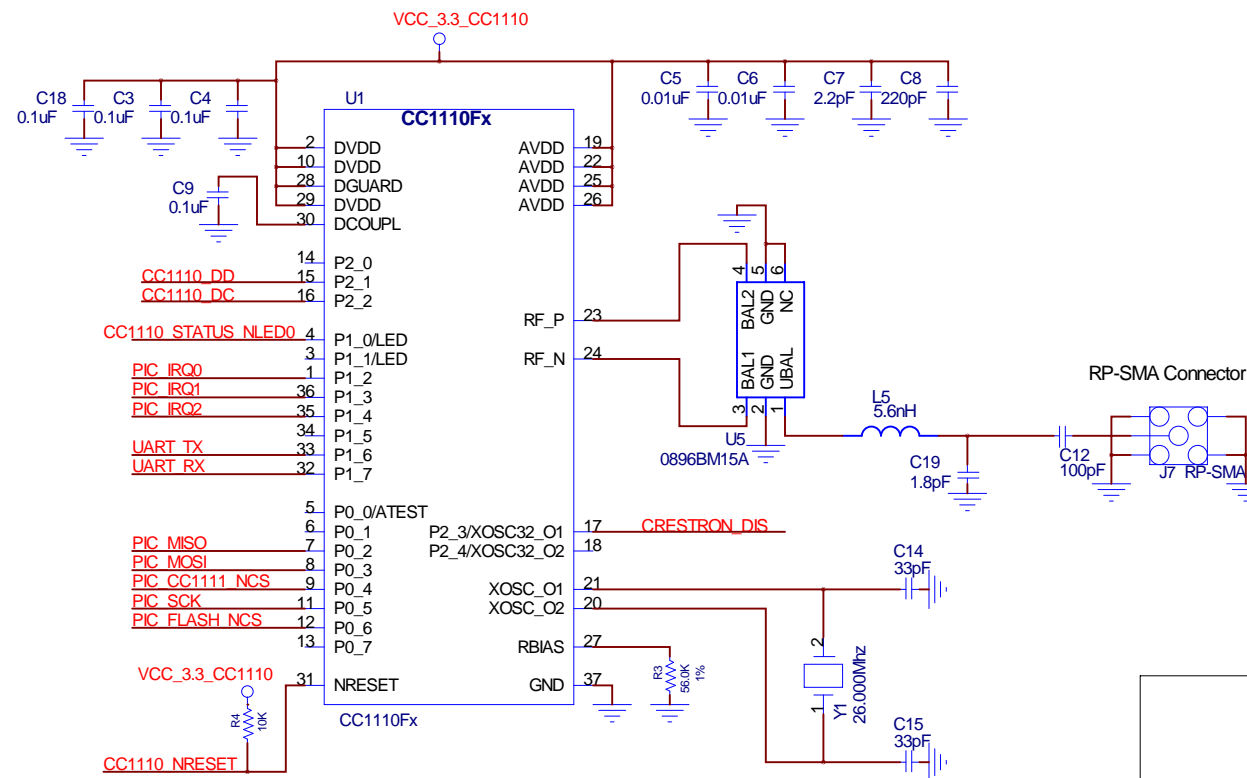 VCC_3.3_CC1110
C18
0.1uF
C3
0.1uF
C4
0.1uF
C5
0.01uF
C6
0.01uF
C7
2.2pF
C8
220pF
U1
CC1110Fx
2 DVDD
10 DVDD
28 DGUARD
29 DVDD
30 DCOUPL
AVDD 19
AVDD 22
AVDD 25
AVDD 26
C9
0.1uF
14 P2_0
CC1110_DD 15 P2_1
CC1110_DC 16 P2_2
CC1110_STATUS_NLED0 4 P1_0/LED
3 P1_1/LED
PIC_IRQ0 1 P1_2
PIC_IRQ1 36 P1_3
PIC_IRQ2 35 P1_4
34 P1_5
UART_TX 33 P1_6
UART_RX 32 P1_7
5 P0_0/ATEST
6 P0_1
PIC_MISO 7 P0_2
PIC_MOSI 8 P0_3
PIC_CC1111_NCS 9 P0_4
PIC_SCK 11 P0_5
PIC_FLASH_NCS 12 P0_6
13 P0_7
VCC_3.3_CC1110
31 NRESET
R4
10K
CC1110_NRESET
CC1110Fx
RF_P 23
RF_N 24
4 5 6
BAL2 GND NC
BAL1 GND UBAL
3 2 1
U5
0896BM15A
L5
5.6nH
C19
1.8pF
C12
100pF
RP-SMA Connector
J7 RP-SMA
P2_3/XOSC32_O1 17 CRESTRON_DIS
P2_4/XOSC32_O2 18
XOSC_O1 21
XOSC_O2 20
RBIAS 27
GND 37
R3
56.0K
1%
C14
33pF
2
1
Y1
26.000Mhz
C15
33pF